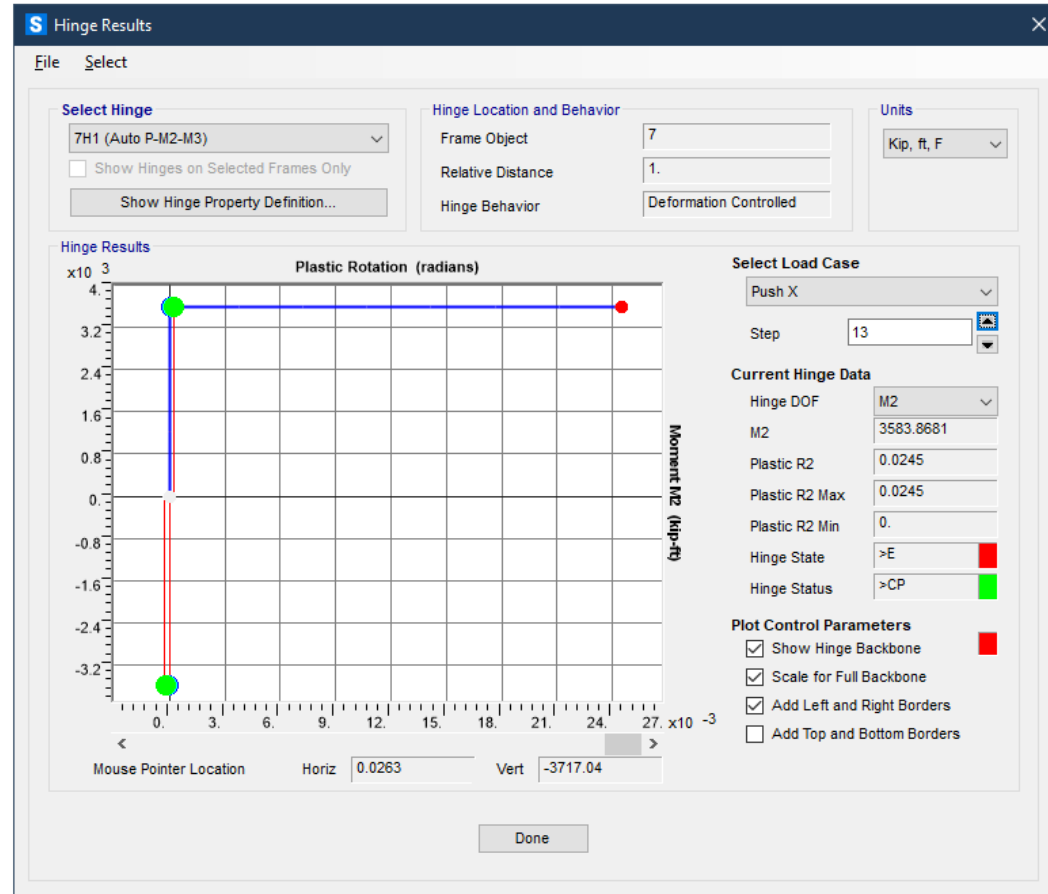 S Hinge Results
File Select
Select Hinge
7H1 (Auto P-M2-M3)
Show Hinges on Selected Frames Only
Show Hinge Property Definition...
Hinge Location and Behavior
Frame Object 7
Relative Distance 1.
Hinge Behavior Deformation Controlled
Units
Kip, ft, F
Hinge Results
x10 3
Plastic Rotation (radians)
4.
3.2
2.4
1.6
0.8
0.
-0.8
-1.6
-2.4
-3.2
Moment M2 (kip-ft)
0. 3. 6. 9. 12. 15. 18. 21. 24. 27. x10 -3
Mouse Pointer Location Horiz 0.0263 Vert -3717.04
Select Load Case
Push X
Step 13
Current Hinge Data
Hinge DOF M2
M2 3583.8681
Plastic R2 0.0245
Plastic R2 Max 0.0245
Plastic R2 Min 0.
Hinge State >E
Hinge Status >CP
Plot Control Parameters
Show Hinge Backbone
Scale for Full Backbone
Add Left and Right Borders
Add Top and Bottom Borders
Done